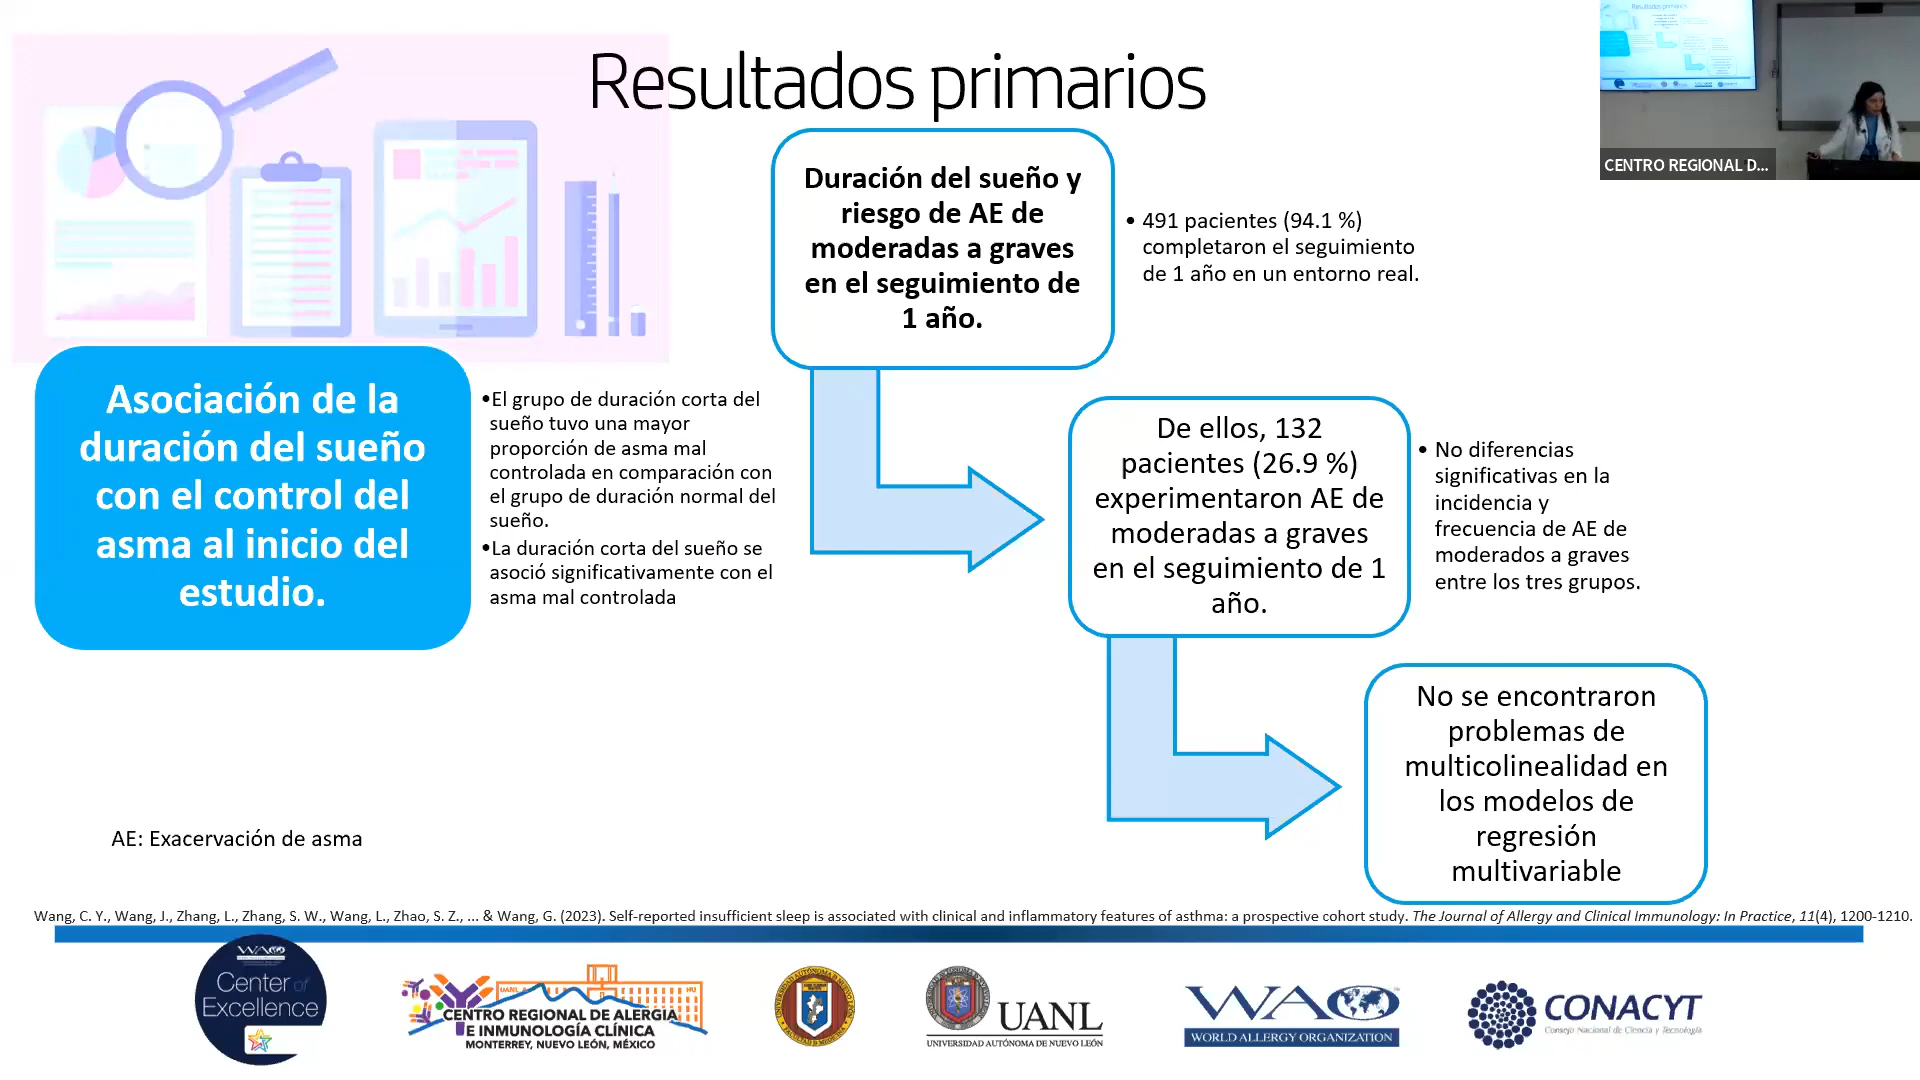 Resultados primarios
Resultados primarios
CENTRO REGIONAL D...
Duración del sueño y
riesgo de AE de
moderadas a graves
en el seguimiento de
1 año.
• 491 pacientes (94.1 %)
completaron el seguimiento
de 1 año en un entorno real.
Asociación de la
duración del sueño
con el control del
asma al inicio del
estudio.
•El grupo de duración corta del
sueño tuvo una mayor
proporción de asma mal
controlada en comparación con
el grupo de duración normal del
sueño.
•La duración corta del sueño se
asoció significativamente con el
asma mal controlada
De ellos, 132
pacientes (26.9 %)
experimentaron AE de
moderadas a graves
en el seguimiento de 1
año.
• No diferencias
significativas en la
incidencia y
frecuencia de AE de
moderados a graves
entre los tres grupos.
No se encontraron
problemas de
multicolinealidad en
los modelos de
regresión
multivariable
AE: Exacervación de asma
Wang, C. Y., Wang, J., Zhang, L., Zhang, S. W., Wang, L., Zhao, S. Z., ... & Wang, G. (2023). Self-reported insufficient sleep is associated with clinical and inflammatory features of asthma: a prospective cohort study. The Journal of Allergy and Clinical Immunology: In Practice, 11(4), 1200-1210.
WAO
Center of
Excellence
UANL HU
CENTRO REGIONAL DE ALERGIA
E INMUNOLOGÍA CLÍNICA
MONTERREY, NUEVO LEÓN, MÉXICO
UANL
UNIVERSIDAD AUTÓNOMA DE NUEVO LEÓN
WAO
WORLD ALLERGY ORGANIZATION
CONACYT
Consejo Nacional de Ciencia y Tecnología